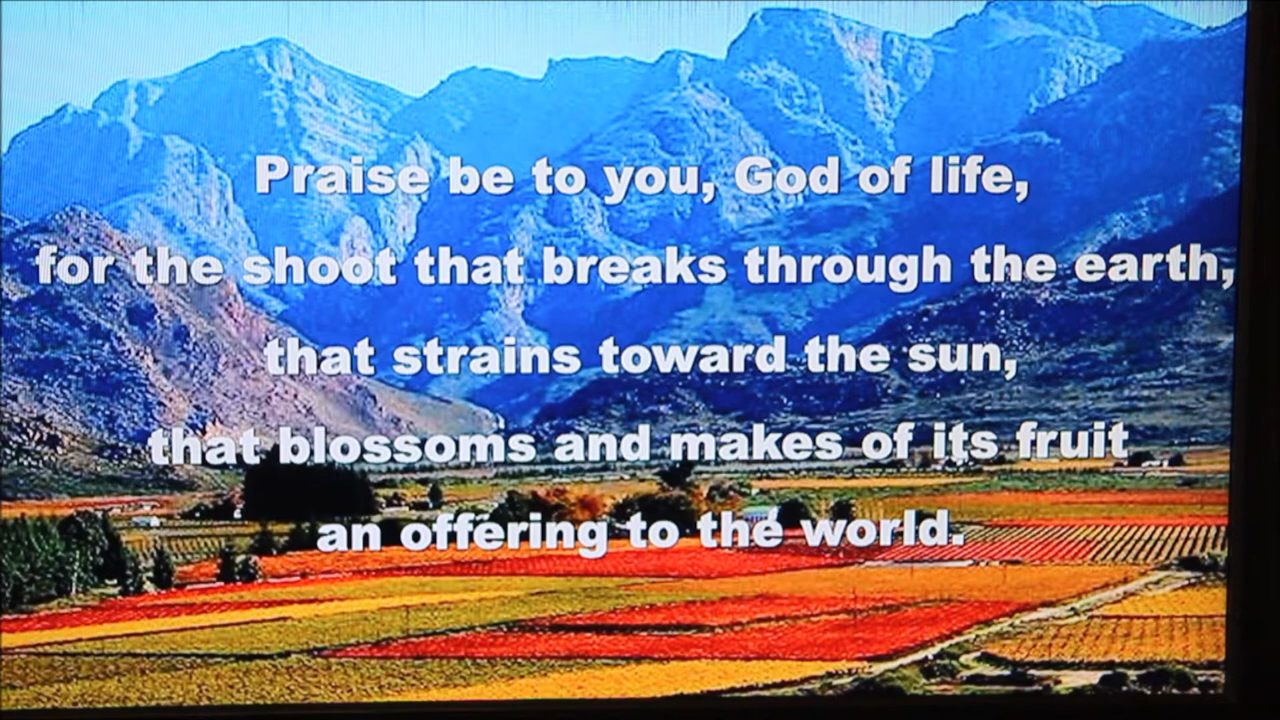 Praise be to you, God of life,
for the shoot that breaks through the earth,
that strains toward the sun,
that blossoms and makes of its fruit
an offering to the world.